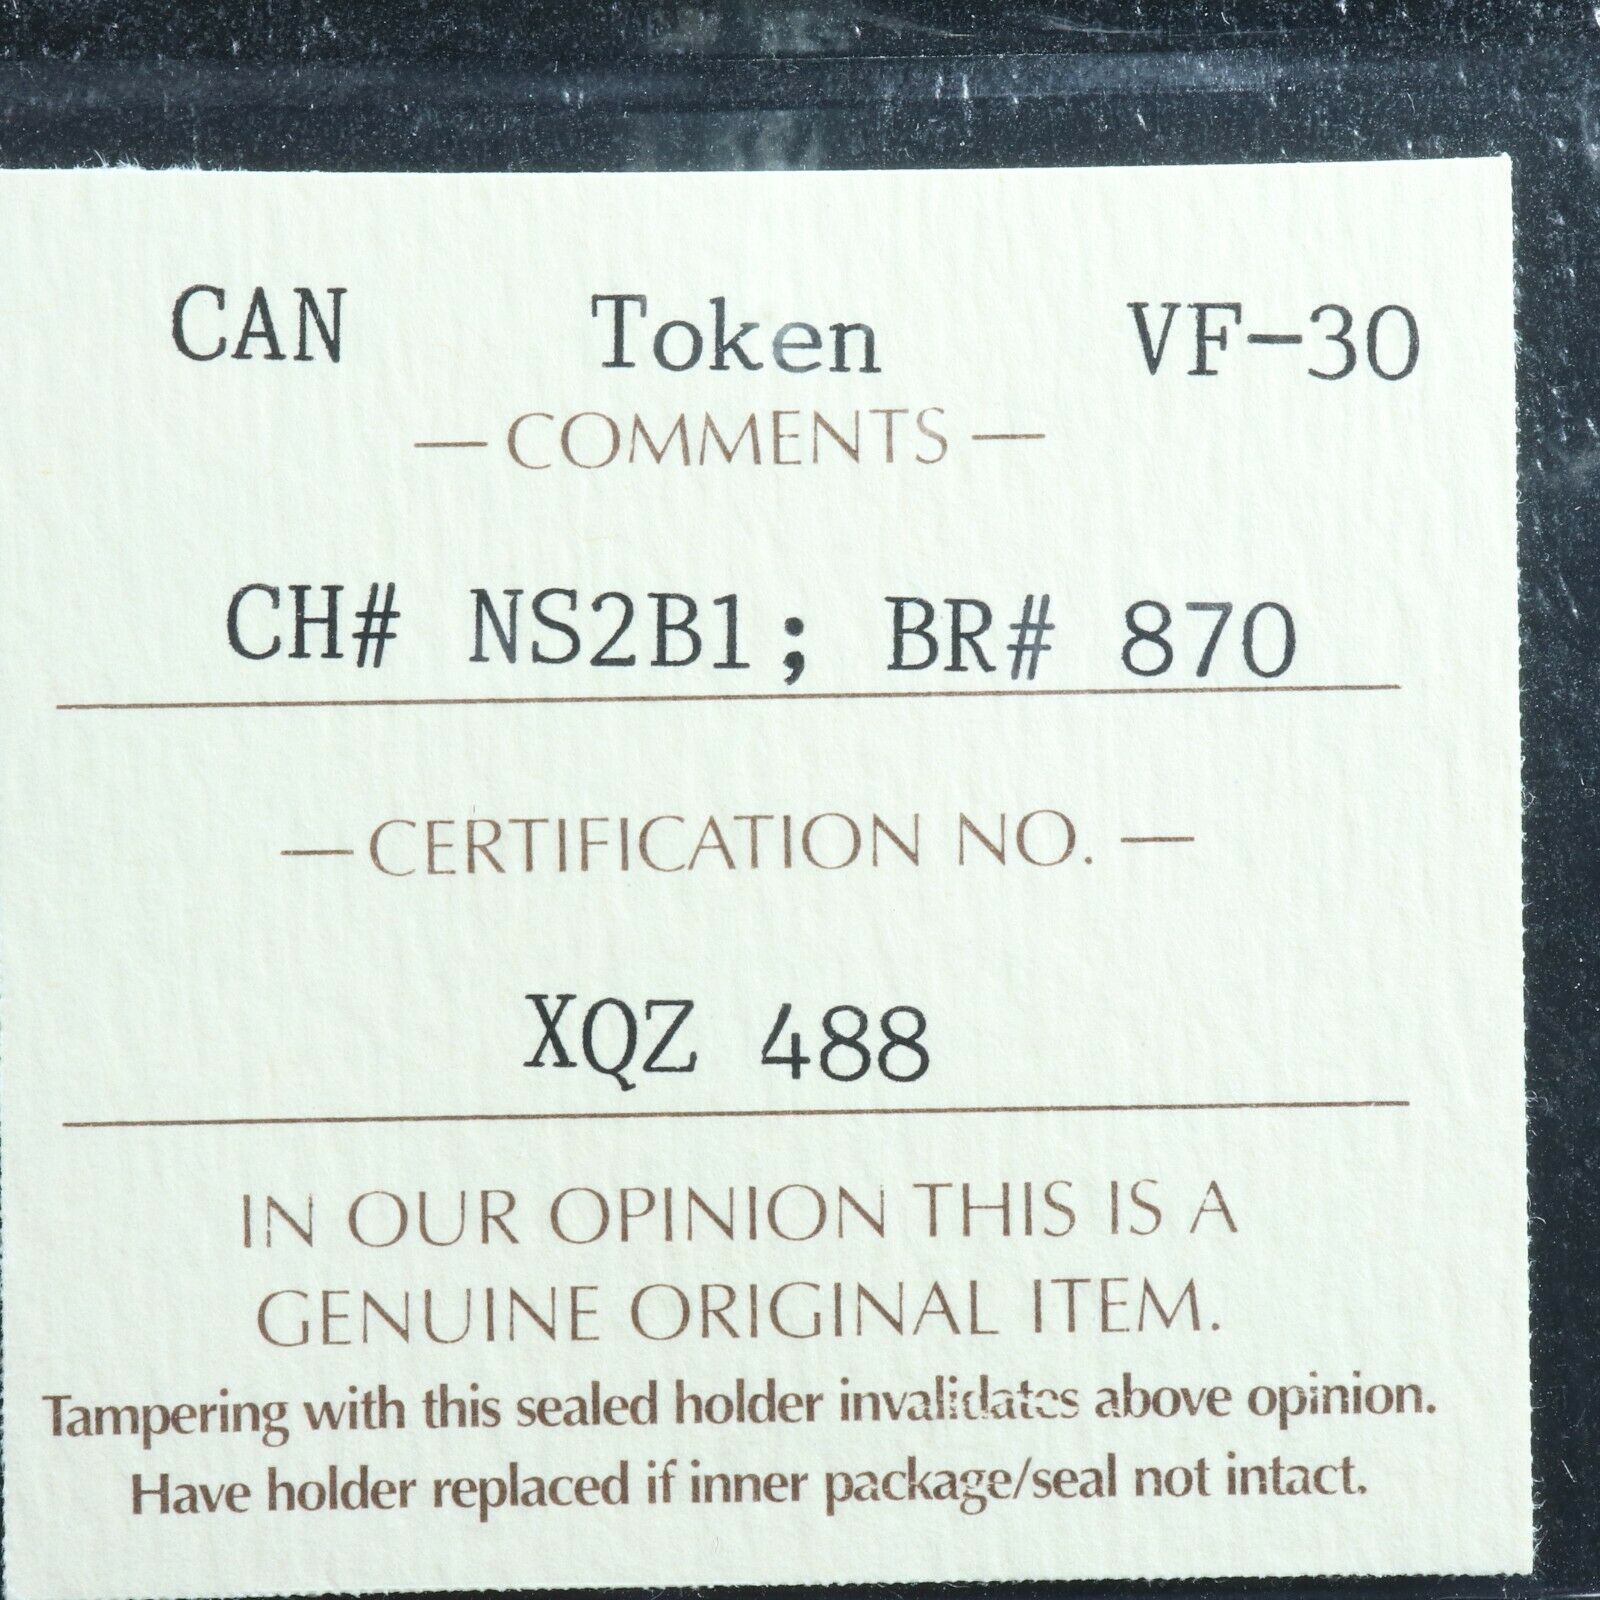 CAN Token VF-30
— COMMENTS —
CH# NS2B1; BR# 870
— CERTIFICATION NO. —
XQZ 488
IN OUR OPINION THIS IS A
GENUINE ORIGINAL ITEM.
Tampering with this sealed holder invalidates above opinion.
Have holder replaced if inner package/seal not intact.